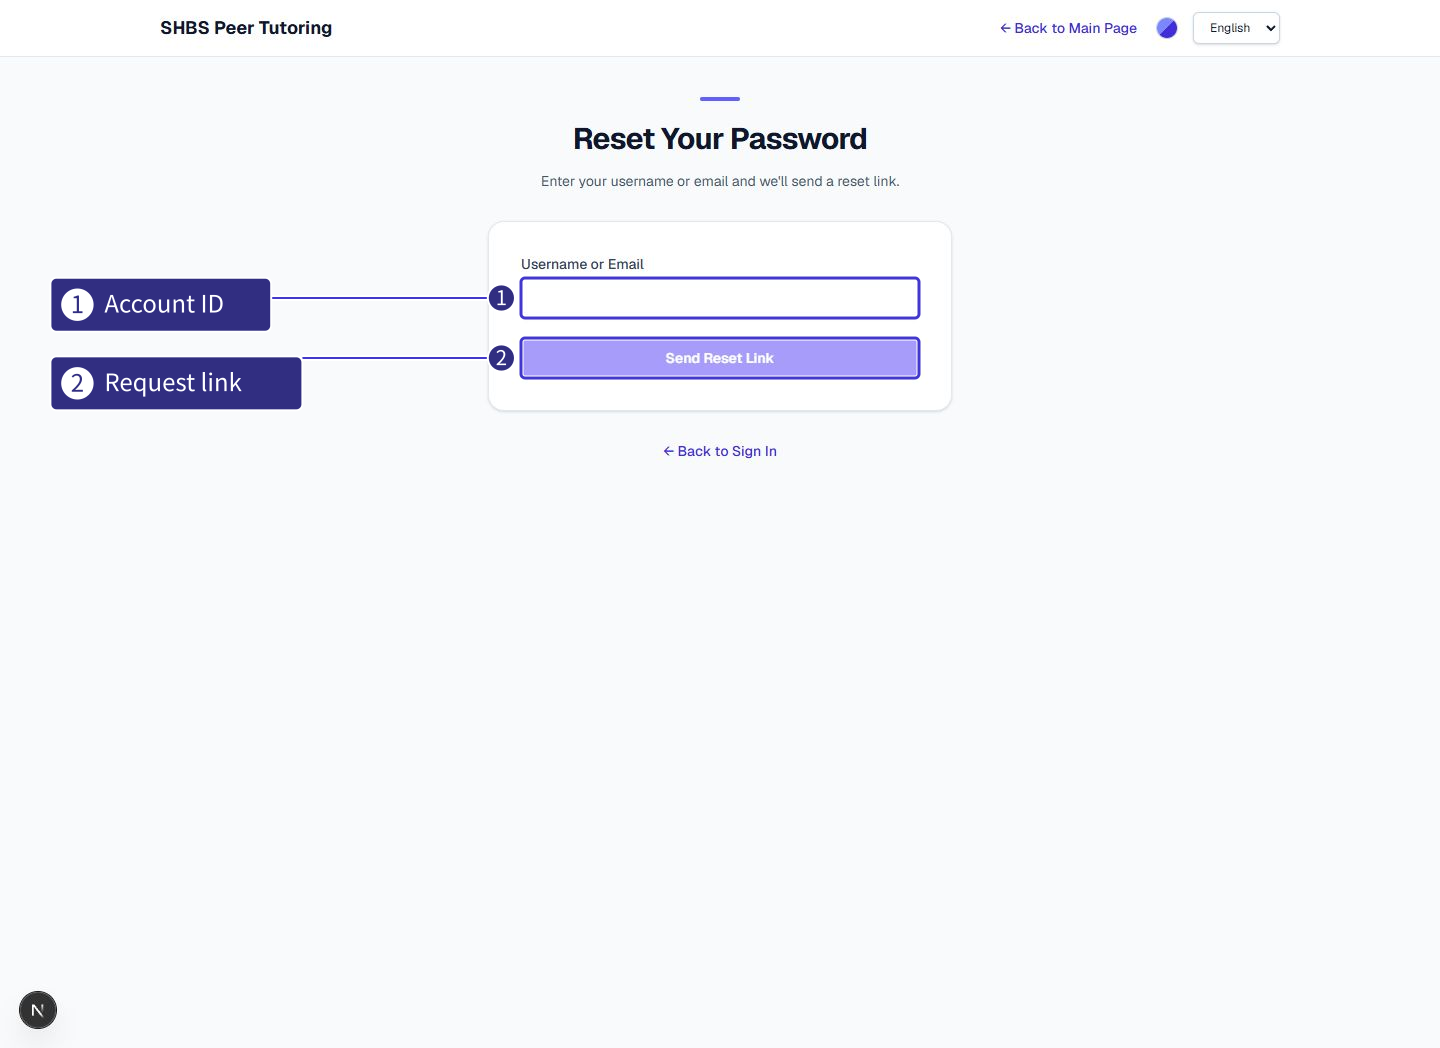 SHBS Peer Tutoring
← Back to Main Page
English
Reset Your Password
Enter your username or email and we'll send a reset link.
Username or Email
1 Account ID
1
2 Request link
2
Send Reset Link
← Back to Sign In
N